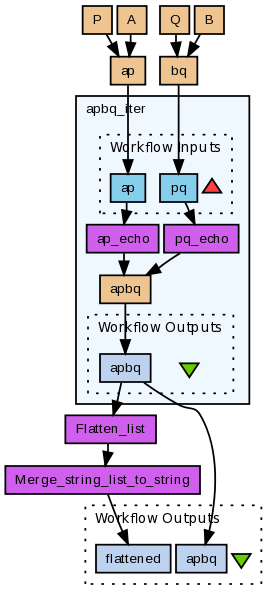 P A Q B
ap bq
apbq_iter
Workflow Inputs
ap pq
ap_echo pq_echo
apbq
Workflow Outputs
apbq
Flatten_list
Merge_string_list_to_string
Workflow Outputs
flattened apbq